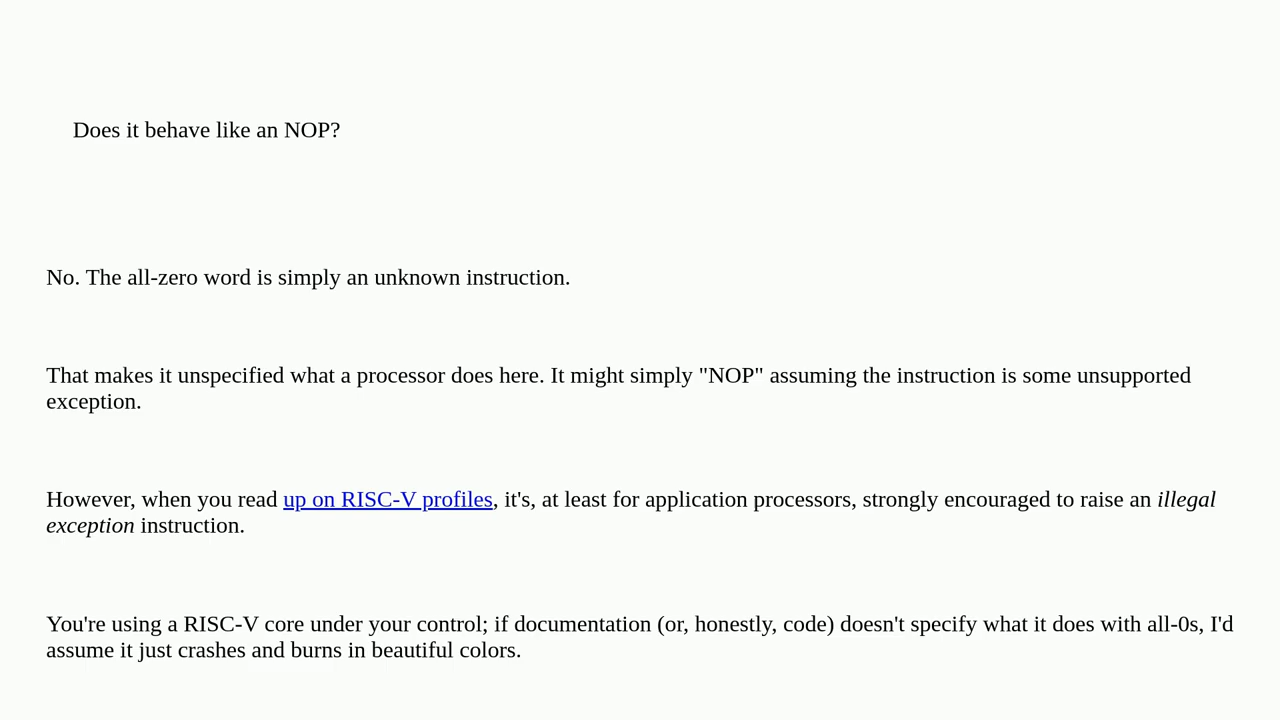 Does it behave like an NOP?
No. The all-zero word is simply an unknown instruction.
That makes it unspecified what a processor does here. It might simply "NOP" assuming the instruction is some unsupported
exception.
However, when you read up on RISC-V profiles, it's, at least for application processors, strongly encouraged to raise an illegal
exception instruction.
You're using a RISC-V core under your control; if documentation (or, honestly, code) doesn't specify what it does with all-0s, I'd
assume it just crashes and burns in beautiful colors.